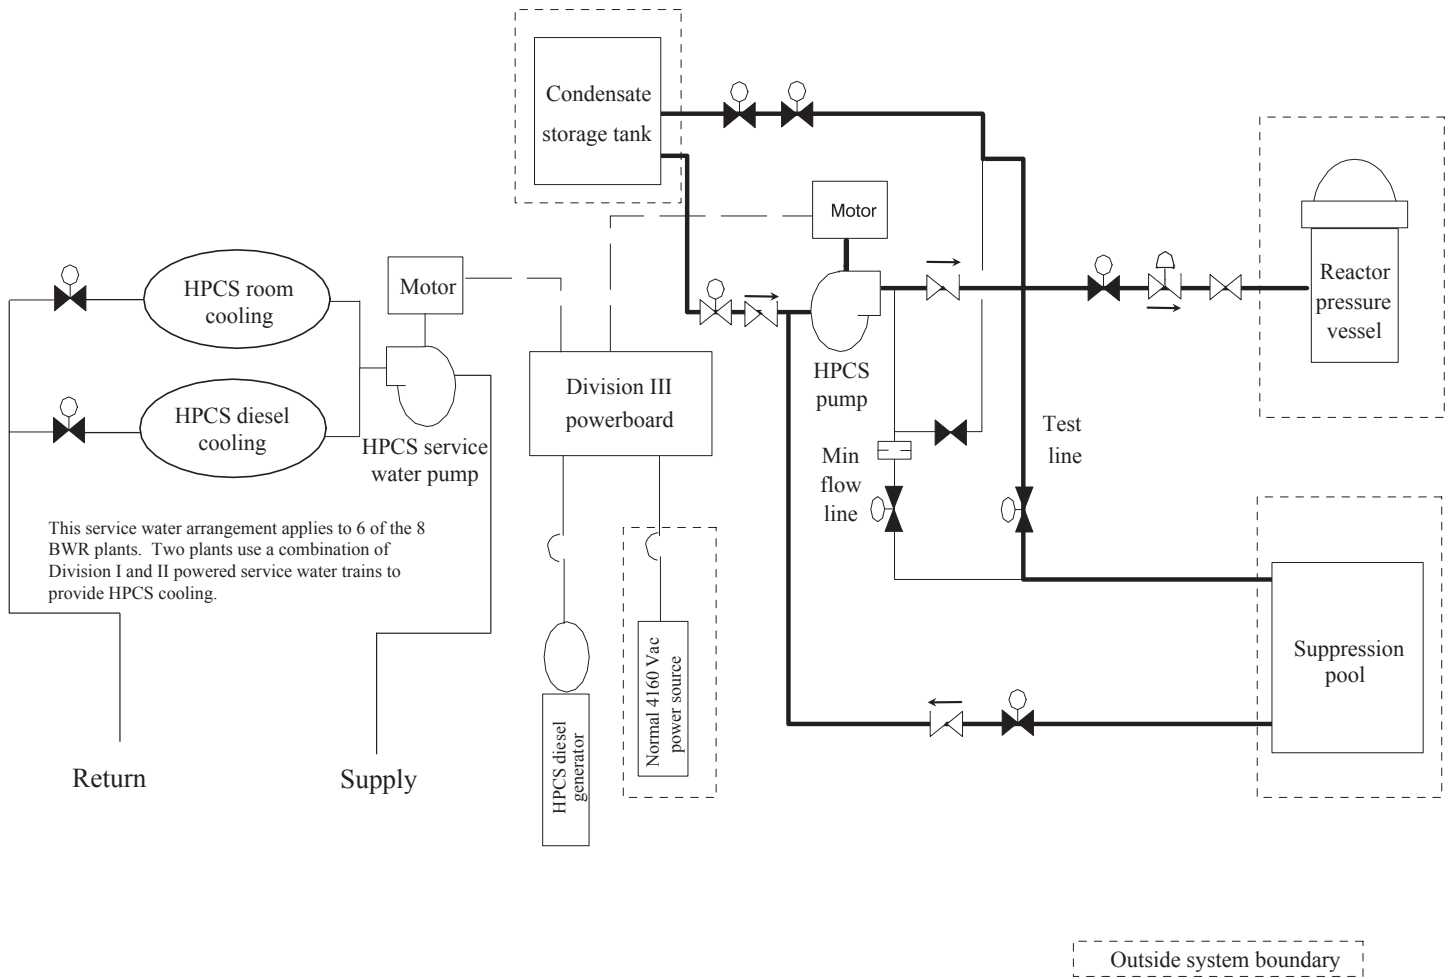 Condensate
storage tank
Motor
Reactor
pressure
vessel
HPCS room
cooling
Motor
HPCS
pump
Division III
powerboard
HPCS diesel
cooling
HPCS service
water pump
Test
line
Min
flow
line
This service water arrangement applies to 6 of the 8
BWR plants. Two plants use a combination of
Division I and II powered service water trains to
provide HPCS cooling.
Suppression
pool
Normal 4160 Vac
power source
HPCS diesel
generator
Return
Supply
Outside system boundary